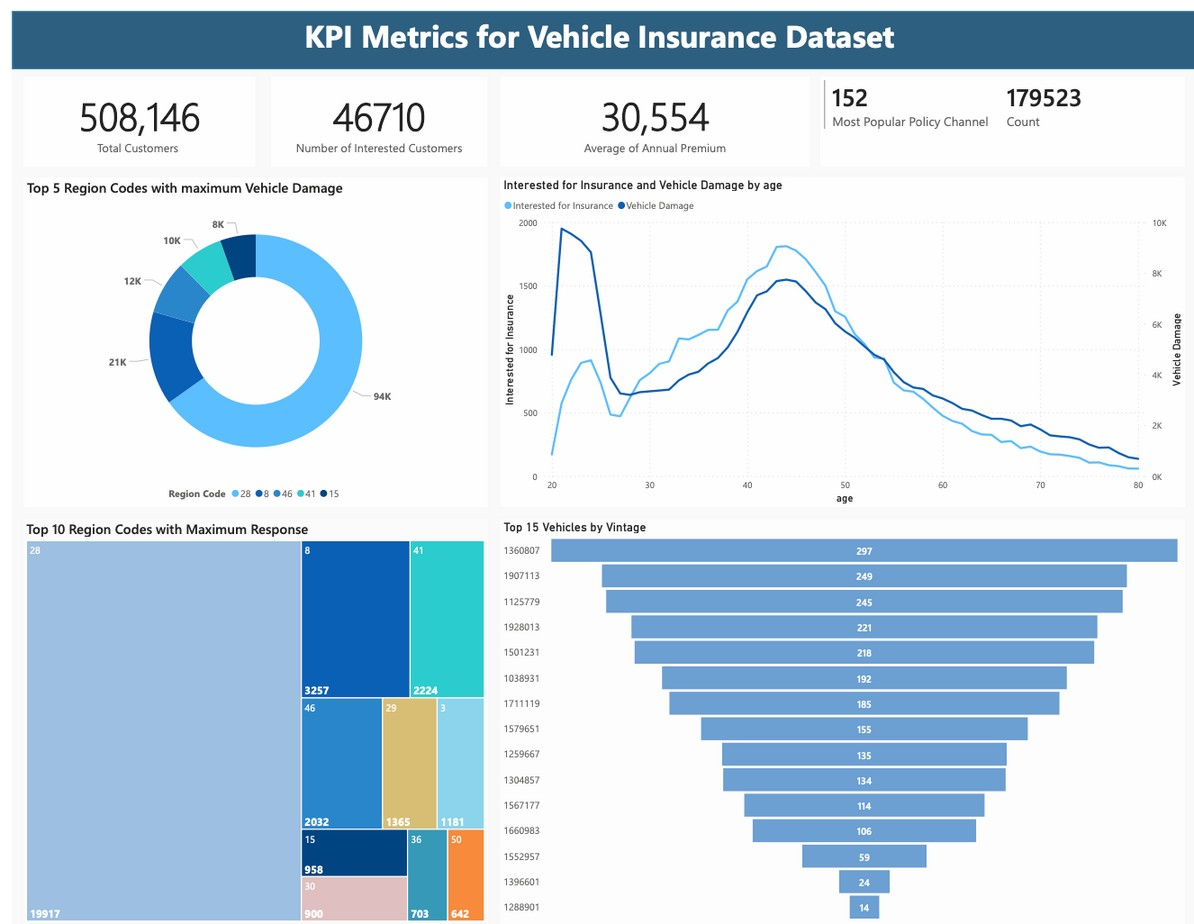 KPI Metrics for Vehicle Insurance Dataset
508,146
Total Customers
46710
Number of Interested Customers
30,554
Average of Annual Premium
152
Most Popular Policy Channel
179523
Count
Top 5 Region Codes with maximum Vehicle Damage
8K
10K
12K
21K
94K
Region Code 28 8 46 41 15
Interested for Insurance and Vehicle Damage by age
Interested for Insurance Vehicle Damage
2000
1500
1000
500
0
Interested for Insurance
10K
8K
6K
4K
2K
0K
Vehicle Damage
20 30 40 50 60 70 80
age
Top 10 Region Codes with Maximum Response
28
19917
8
3257
41
2224
46
2032
29
1365
3
1181
15
958
30
900
36
703
50
642
Top 15 Vehicles by Vintage
1360807 297
1907113 249
1125779 245
1928013 221
1501231 218
1038931 192
1711119 185
1579651 155
1259667 135
1304857 134
1567177 114
1660983 106
1552957 59
1396601 24
1288901 14